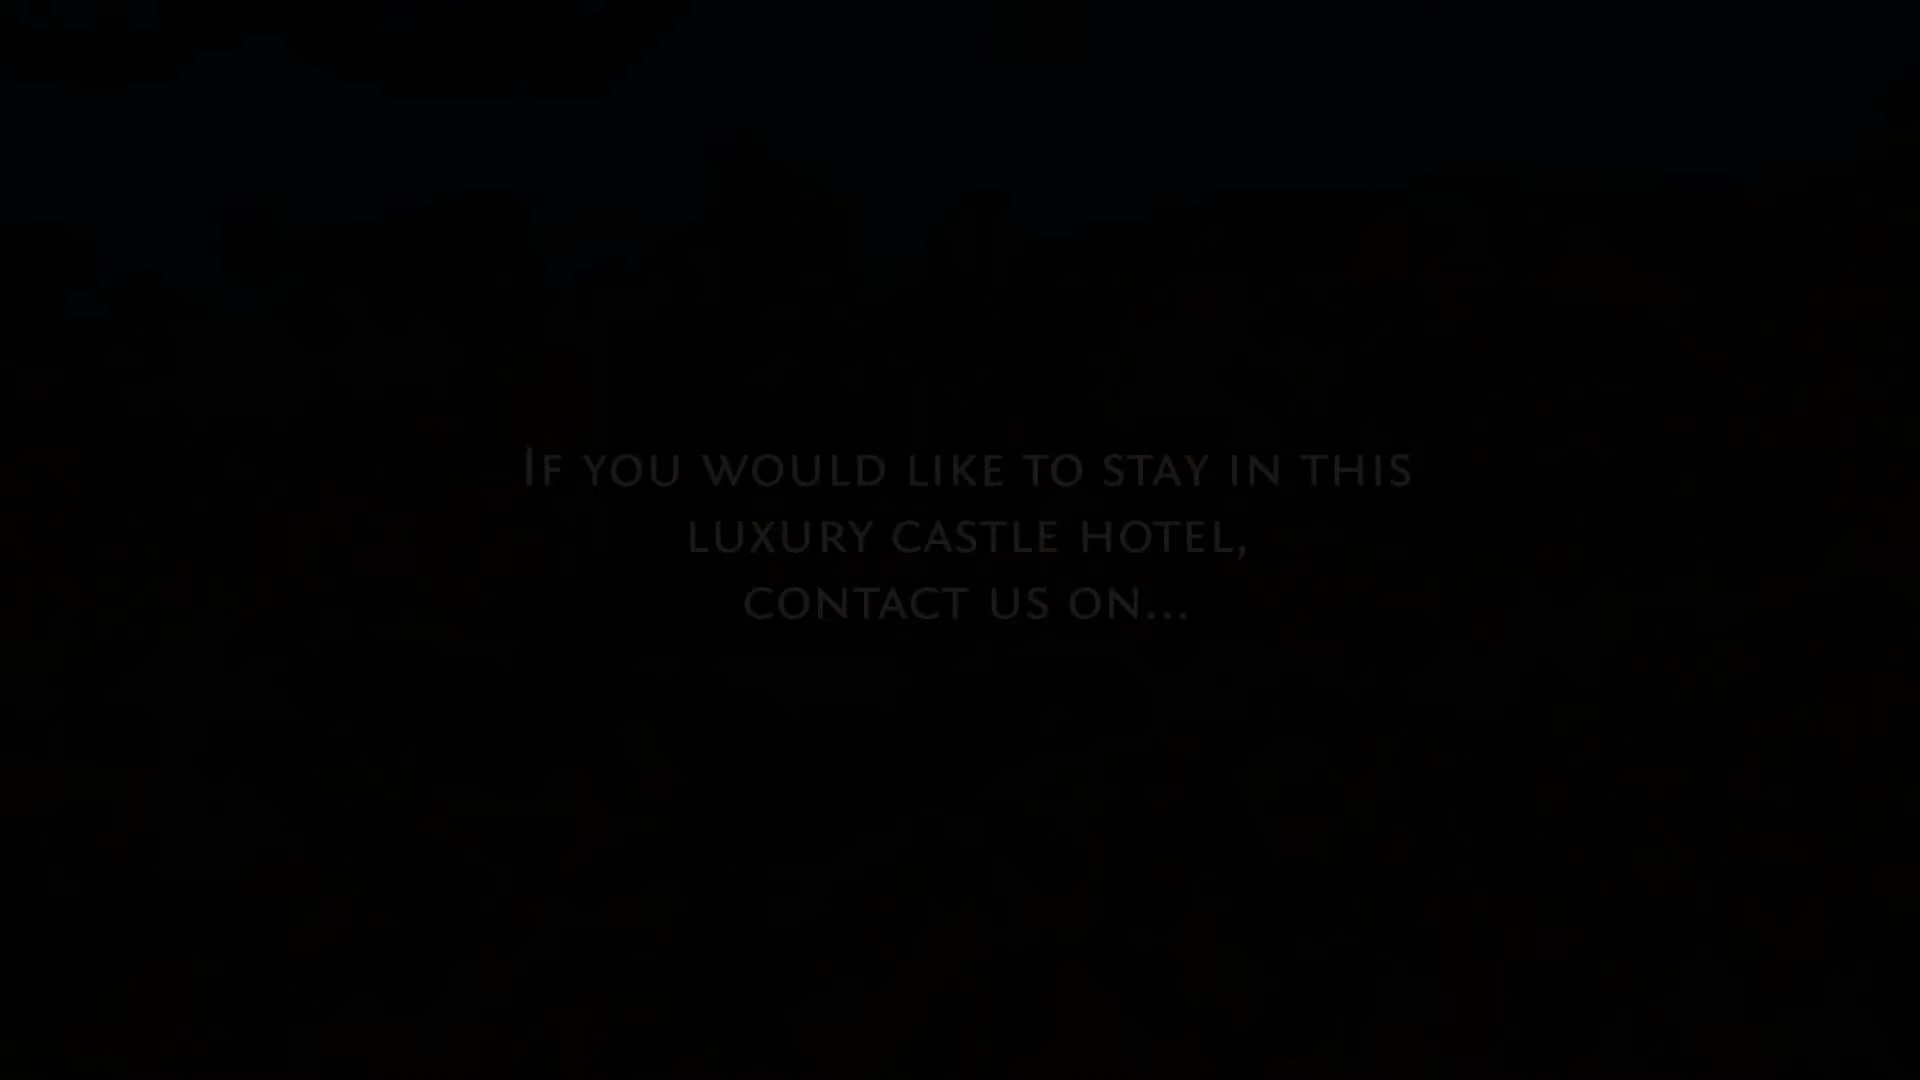 If you would like to stay in this
luxury castle hotel,
contact us on...